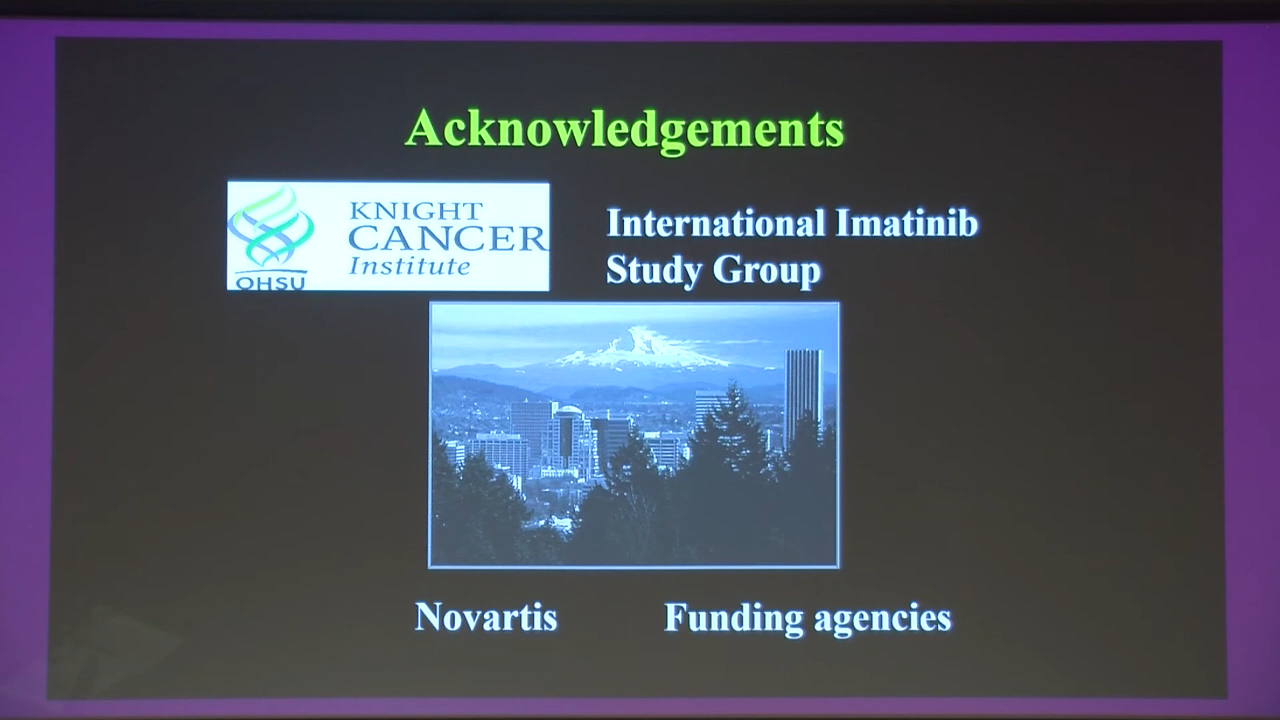 Acknowledgements
KNIGHT
CANCER
Institute
OHSU
International Imatinib
Study Group
Novartis
Funding agencies